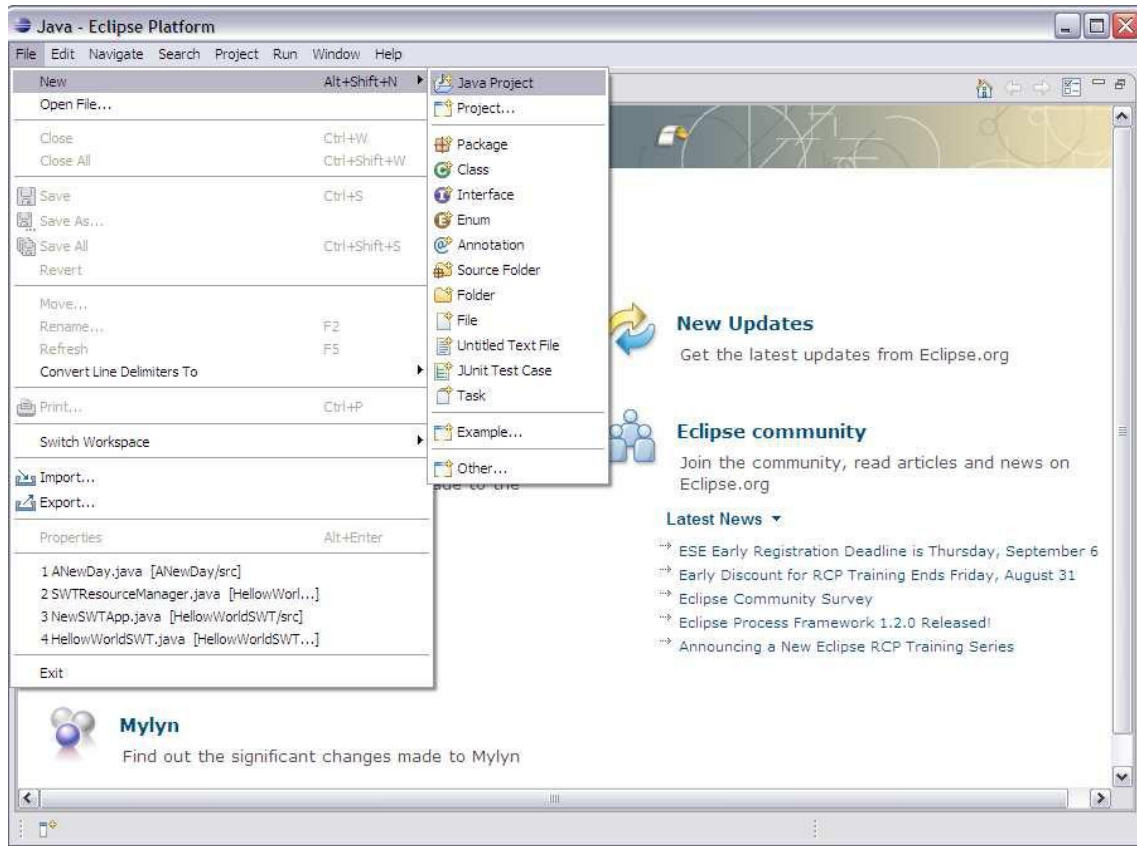 Java - Eclipse Platform
File Edit Navigate Search Project Run Window Help
New Alt+Shift+N
Open File...
Close Ctrl+W
Close All Ctrl+Shift+W
Save Ctrl+S
Save As...
Save All Ctrl+Shift+S
Revert
Move...
Rename... F2
Refresh F5
Convert Line Delimiters To
Print... Ctrl+P
Switch Workspace
Import...
Export...
Properties Alt+Enter
1 ANewDay.java [ANewDay/src]
2 SWTResourceManager.java [HellowWorl...]
3 NewSWTApp.java [HellowWorldSWT/src]
4 HellowWorldSWT.java [HellowWorldSWT...]
Exit
Java Project
Project...
Package
Class
Interface
Enum
Annotation
Source Folder
Folder
File
Untitled Text File
JUnit Test Case
Task
Example...
Other...
made to the
New Updates
Get the latest updates from Eclipse.org
Eclipse community
Join the community, read articles and news on
Eclipse.org
Latest News
ESE Early Registration Deadline is Thursday, September 6
Early Discount for RCP Training Ends Friday, August 31
Eclipse Community Survey
Eclipse Process Framework 1.2.0 Released!
Announcing a New Eclipse RCP Training Series
Mylyn
Find out the significant changes made to Mylyn